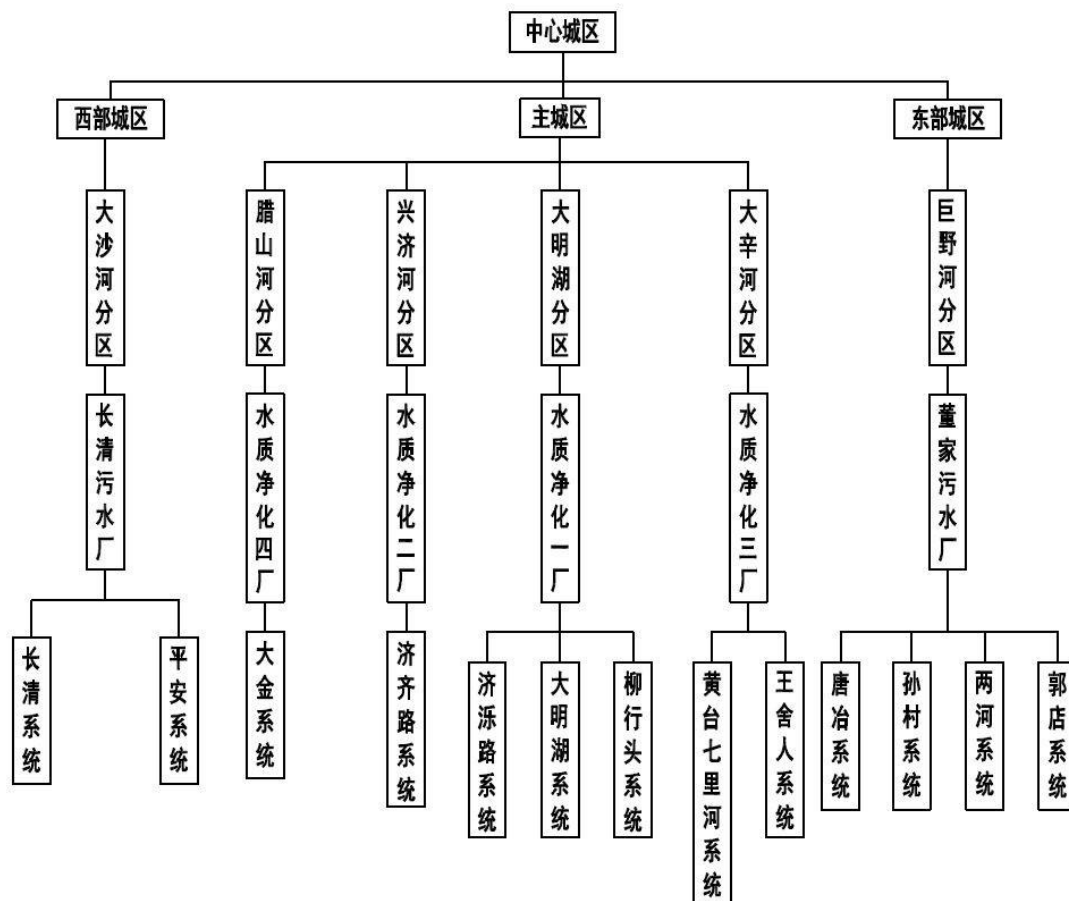 中心城区
西部城区
主城区
东部城区
大沙河分区
腊山河分区
兴济河分区
大明湖分区
大辛河分区
巨野河分区
长清污水厂
水质净化四厂
水质净化二厂
水质净化一厂
水质净化三厂
董家污水厂
长清系统
平安系统
大金系统
济齐路系统
济泺路系统
大明湖系统
柳行头系统
黄台七里河系统
王舍人系统
唐冶系统
孙村系统
两河系统
郭店系统